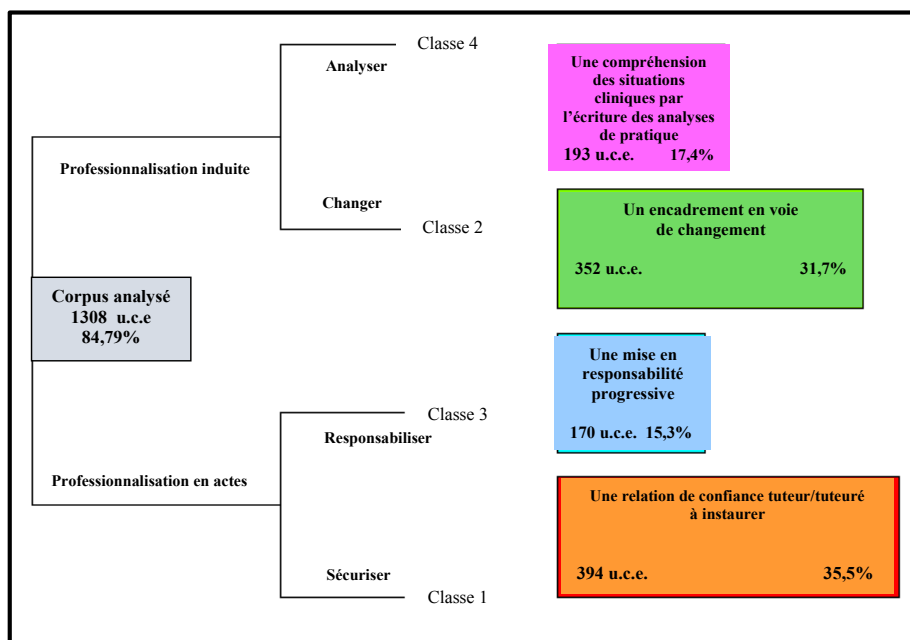 Classe 4
Analyser
Une compréhension
des situations
cliniques par
l'écriture des analyses
de pratique
193 u.c.e. 17,4%
Professionnalisation induite
Changer
Classe 2
Un encadrement en voie
de changement
352 u.c.e. 31,7%
Corpus analysé
1308 u.c.e
84,79%
Une mise en
responsabilité
progressive
170 u.c.e. 15,3%
Classe 3
Responsabiliser
Professionnalisation en actes
Une relation de confiance tuteur/tuteuré
à instaurer
394 u.c.e. 35,5%
Sécuriser
Classe 1